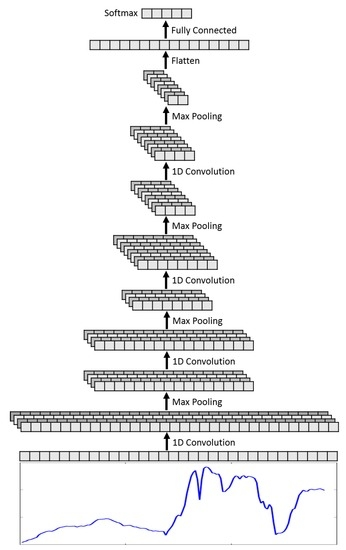 Softmax
Fully Connected
Flatten
Max Pooling
1D Convolution
Max Pooling
1D Convolution
Max Pooling
1D Convolution
Max Pooling
1D Convolution